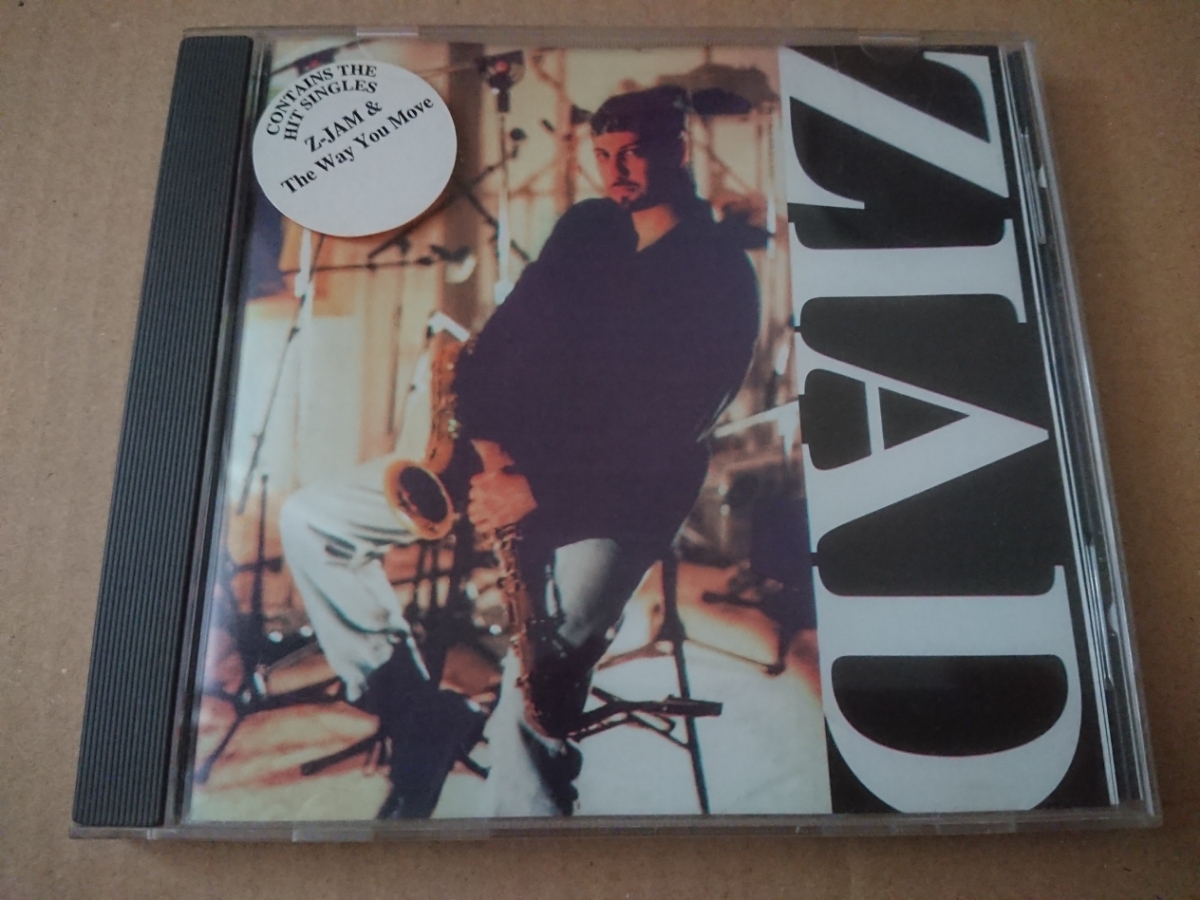 CONTAINS THE
HIT SINGLES
Z-JAM &
The Way You Move
ZIAD